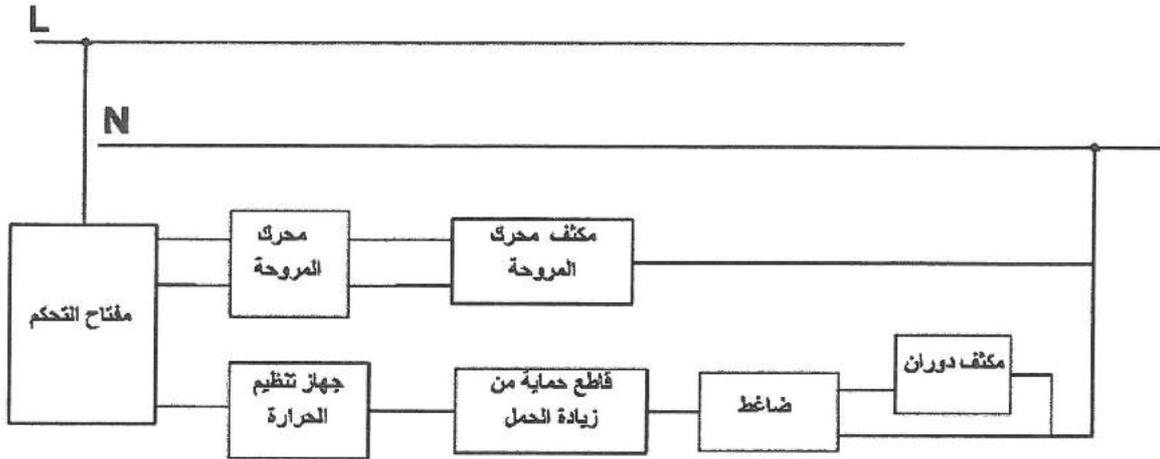 L
N
محرك
المروحة
مكثف محرك
المروحة
مفتاح التحكم
جهاز تنظيم
الحرارة
قاطع حماية من
زيادة الحمل
ضاغط
مكثف دوران